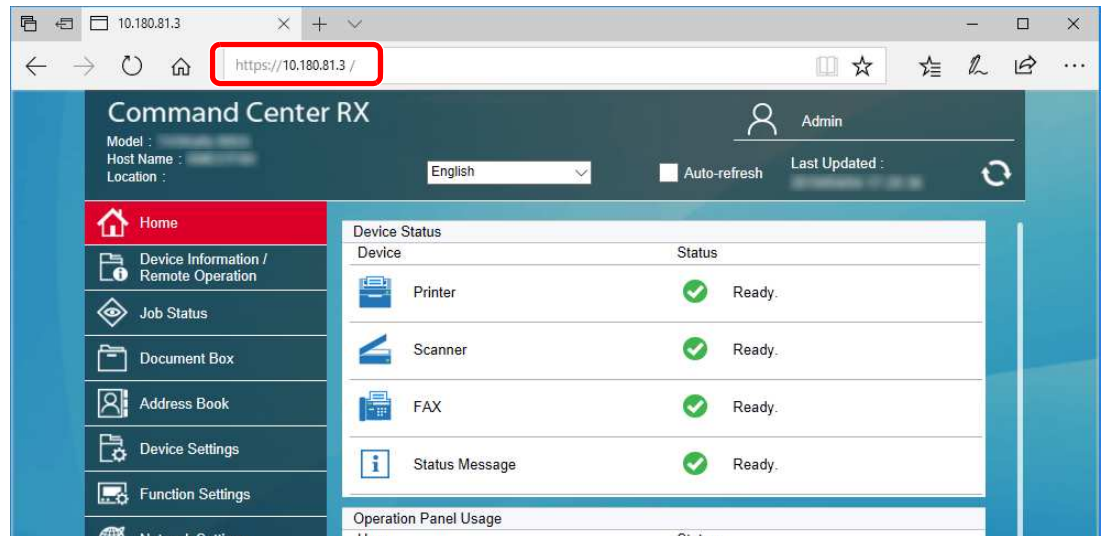 10.180.81.3
https://10.180.81.3 /
Command Center RX
Model :
Host Name :
Location :
English
Auto-refresh
Admin
Last Updated :
Home
Device Information /
Remote Operation
Job Status
Document Box
Address Book
Device Settings
Function Settings
Device Status
Device Status
Printer Ready.
Scanner Ready.
FAX Ready.
Status Message Ready.
Operation Panel Usage